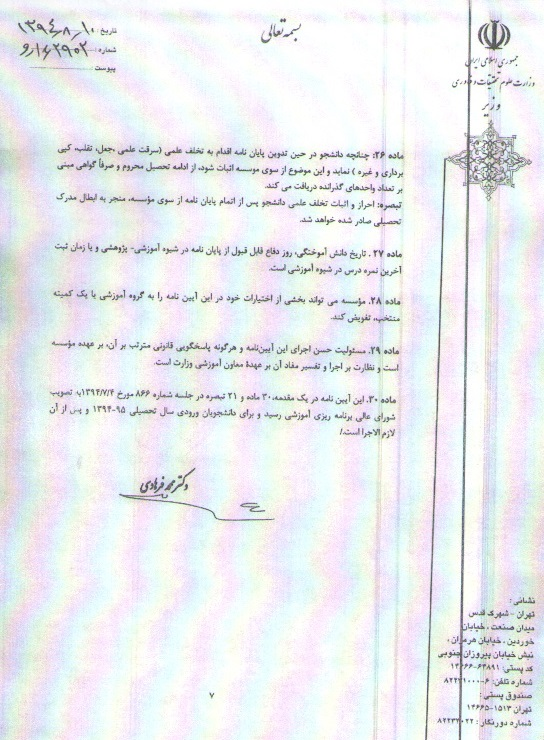 بسمه تعالی
جمهوری اسلامی ایران
وزارت علوم تحقیقات و فناوری
وزیر
تاریخ: ۱۳۹۴/۸/۱۰
شماره:
پیوست
ماده ۲۶: چنانچه دانشجو در حین تدوین پایان نامه اقدام به تخلف علمی (سرقت علمی ،جعل، تقلب، کپی
برداری و غیره ) نماید و این موضوع از سوی موسسه اثبات شود، از ادامه تحصیل محروم و صرفاً گواهی مبنی
بر تعداد واحدهای گذرانده دریافت می کند.
تبصره: احراز و اثبات تخلف علمی دانشجو پس از اتمام پایان نامه از سوی مؤسسه، منجر به ابطال مدرک
تحصیلی صادر شده خواهد شد.
ماده ۲۷. تاریخ دانش آموختگی، روز دفاع قابل قبول از پایان نامه در شیوه آموزشی- پژوهشی و یا زمان ثبت
آخرین نمره درس در شیوه آموزشی است.
ماده ۲۸. مؤسسه می تواند بخشی از اختیارات خود در این آیین نامه را به گروه آموزشی یا یک کمیته
منتخب، تفویض کند.
ماده ۲۹. مسئولیت حسن اجرای این آیین‌نامه و هرگونه پاسخگویی قانونی مترتب بر آن، بر عهده مؤسسه
است و نظارت بر اجرا و تفسیر مفاد آن بر عهدهٔ معاون آموزشی وزارت است.
ماده ۳۰. این آیین نامه در یک مقدمه، ۳۰ ماده و ۲۱ تبصره در جلسه شماره ۸۶۶ مورخ ۱۳۹۴/۷/۴به تصویب
شورای عالی برنامه ریزی آموزشی رسید و برای دانشجویان ورودی سال تحصیلی ۹۵-۱۳۹۴ و پس از آن
لازم الاجرا است./
دکتر محمد فرهادی
نشانی :
تهران - شهرک قدس
میدان صنعت ، خیابان
خوردین ، خیابان هرمزان ،
نبش خیابان پیروزان جنوبی
کد پستی: ۶۳۸۹۱-۱۴۶۶۶
شماره تلفن: ۶-۸۲۲۳۱۰۰۰
صندوق پستی :
تهران ۱۵۱۳-۱۴۶۶۵
شماره دورنگار: ۸۲۲۳۴۰۲۲
۷